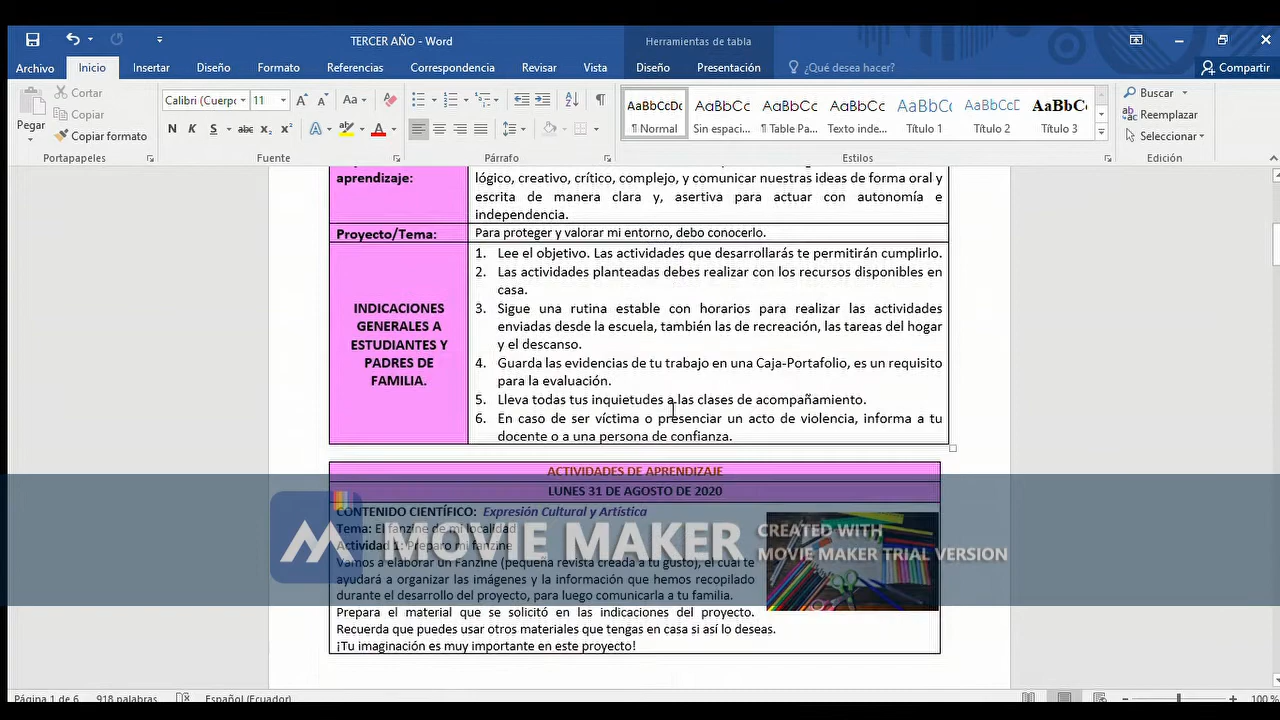 TERCER AÑO - Word
Herramientas de tabla
Archivo
Inicio
Insertar
Diseño
Formato
Referencias
Correspondencia
Revisar
Vista
Diseño
Presentación
¿Qué desea hacer?
Compartir
Pegar
Cortar
Copiar
Copiar formato
Portapapeles
Calibri (Cuerpo
11
Aa
N K S abc x₂ x²
Fuente
Párrafo
AaBbCcDc
¶ Normal
AaBbCc
Sin espaci...
AaBbCc
¶ Table Pa...
AaBbCc
Texto inde...
AaBbCc
Título 1
AaBbCcD
Título 2
AaBbCc
Título 3
Estilos
Buscar
Reemplazar
Seleccionar
Edición
aprendizaje:
lógico, creativo, crítico, complejo, y comunicar nuestras ideas de forma oral y
escrita de manera clara y, asertiva para actuar con autonomía e
independencia.
Proyecto/Tema:
Para proteger y valorar mi entorno, debo conocerlo.
INDICACIONES
GENERALES A
ESTUDIANTES Y
PADRES DE
FAMILIA.
1. Lee el objetivo. Las actividades que desarrollarás te permitirán cumplirlo.
2. Las actividades planteadas debes realizar con los recursos disponibles en
casa.
3. Sigue una rutina estable con horarios para realizar las actividades
enviadas desde la escuela, también las de recreación, las tareas del hogar
y el descanso.
4. Guarda las evidencias de tu trabajo en una Caja-Portafolio, es un requisito
para la evaluación.
5. Lleva todas tus inquietudes a las clases de acompañamiento.
6. En caso de ser víctima o presenciar un acto de violencia, informa a tu
docente o a una persona de confianza.
ACTIVIDADES DE APRENDIZAJE
LUNES 31 DE AGOSTO DE 2020
CONTENIDO CIENTÍFICO: Expresión Cultural y Artística
Tema: El fanzine de mi localidad
Actividad 1: Preparo mi fanzine
Vamos a elaborar un Fanzine (pequeña revista creada a tu gusto), el cual te
ayudará a organizar las imágenes y la información que hemos recopilado
durante el desarrollo del proyecto, para luego comunicarla a tu familia.
Prepara el material que se solicitó en las indicaciones del proyecto.
Recuerda que puedes usar otros materiales que tengas en casa si así lo deseas.
¡Tu imaginación es muy importante en este proyecto!
MOVIE MAKER
CREATED WITH
MOVIE MAKER TRIAL VERSION
Página 1 de 6
918 palabras
Español (Ecuador)
100 %